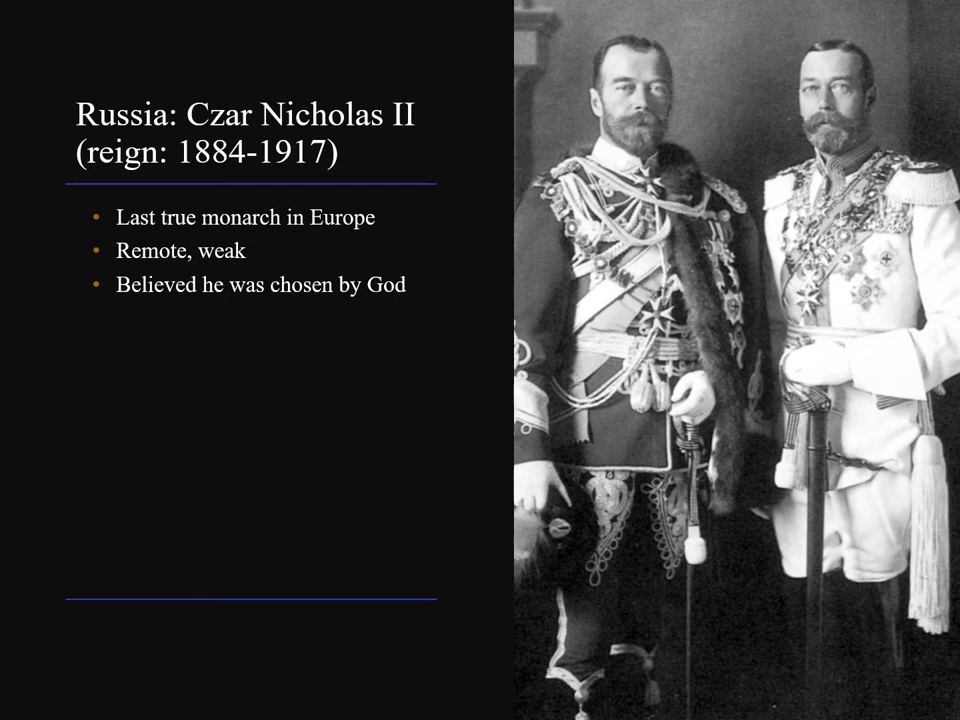 Russia: Czar Nicholas II
(reign: 1884-1917)
• Last true monarch in Europe
• Remote, weak
• Believed he was chosen by God